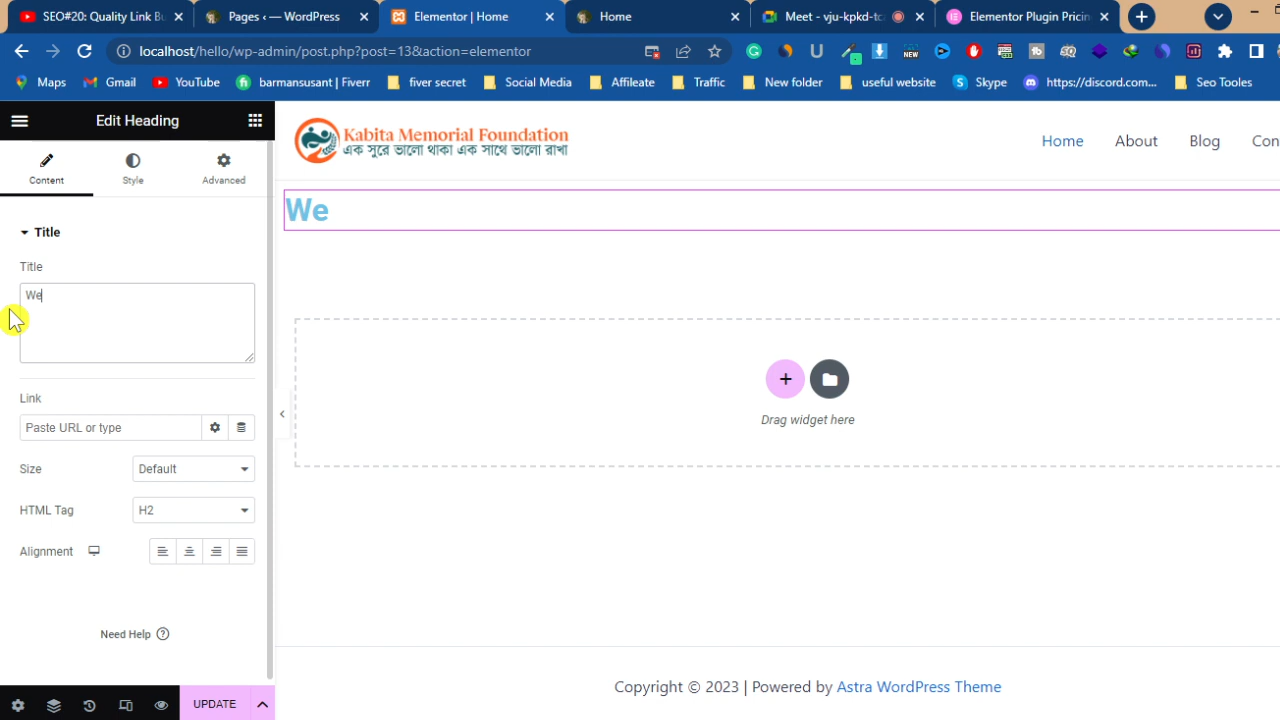 SEO#20: Quality Link Bu
Pages ‹ — WordPress
Elementor | Home
Home
Meet - vju-kpkd-tc
Elementor Plugin Pricin
localhost/hello/wp-admin/post.php?post=13&action=elementor
NEW
Maps
Gmail
YouTube
barmansusant | Fiverr
fiver secret
Social Media
Affileate
Traffic
New folder
useful website
Skype
https://discord.com...
Seo Tooles
Edit Heading
Kabita Memorial Foundation
এক সুরে ভালো থাকা এক সাথে ভালো রাখা
Home
About
Blog
Con
Content
Style
Advanced
We
Title
Title
We
Link
Paste URL or type
Drag widget here
Size
Default
HTML Tag
H2
Alignment
Need Help
UPDATE
Copyright © 2023 | Powered by Astra WordPress Theme